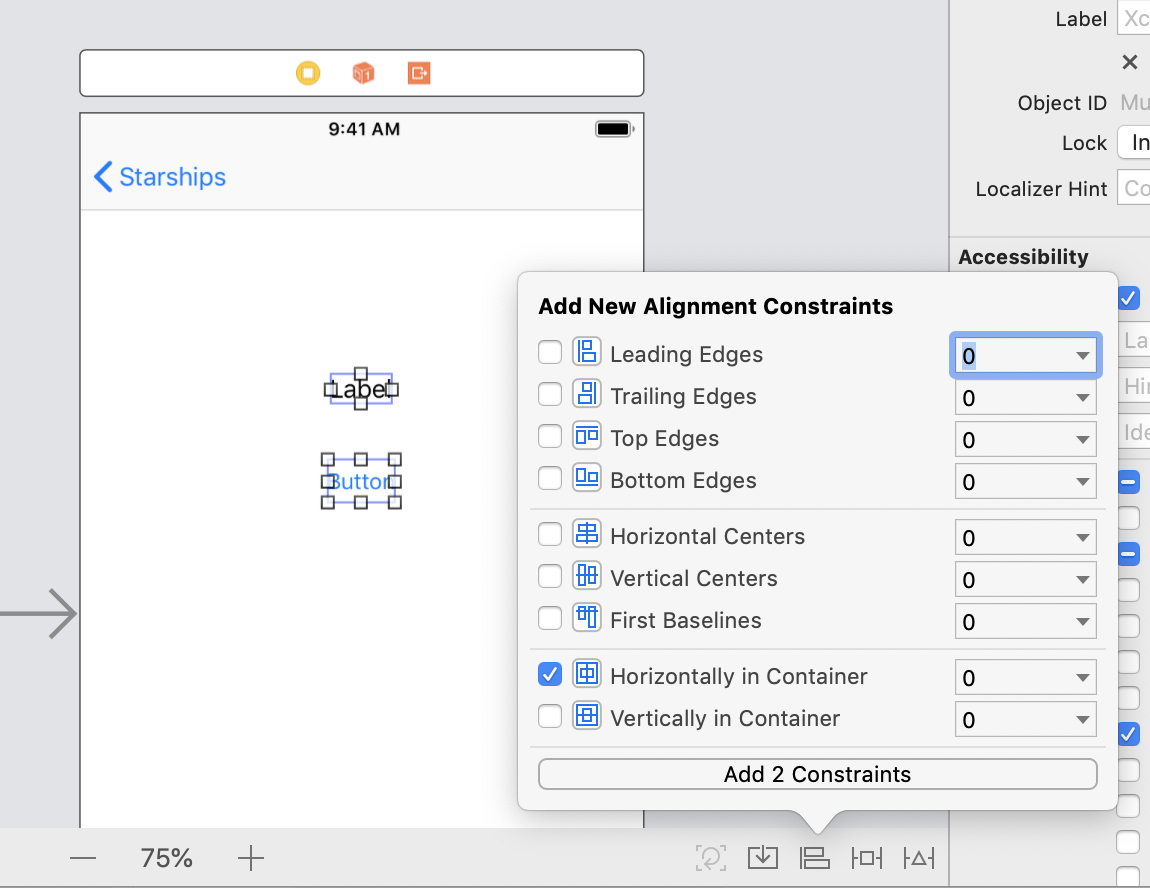 Label Xc
Object ID Mu
Lock In
Localizer Hint Co
Accessibility
La
Hin
Ide
9:41 AM
Starships
Label
Button
Add New Alignment Constraints
Leading Edges 0
Trailing Edges 0
Top Edges 0
Bottom Edges 0
Horizontal Centers 0
Vertical Centers 0
First Baselines 0
Horizontally in Container 0
Vertically in Container 0
Add 2 Constraints
75%